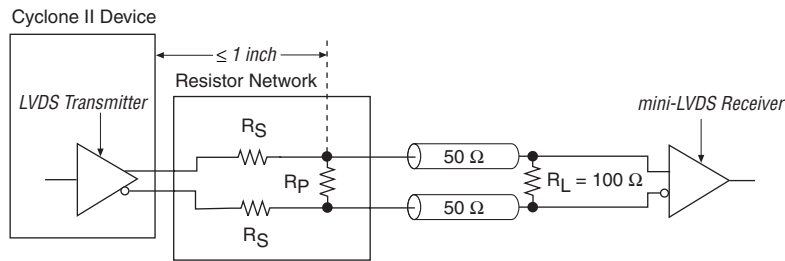 Cyclone II Device
≤ 1 inch
Resistor Network
LVDS Transmitter
mini-LVDS Receiver
RS
50 Ω
RP
RL = 100 Ω
50 Ω
RS